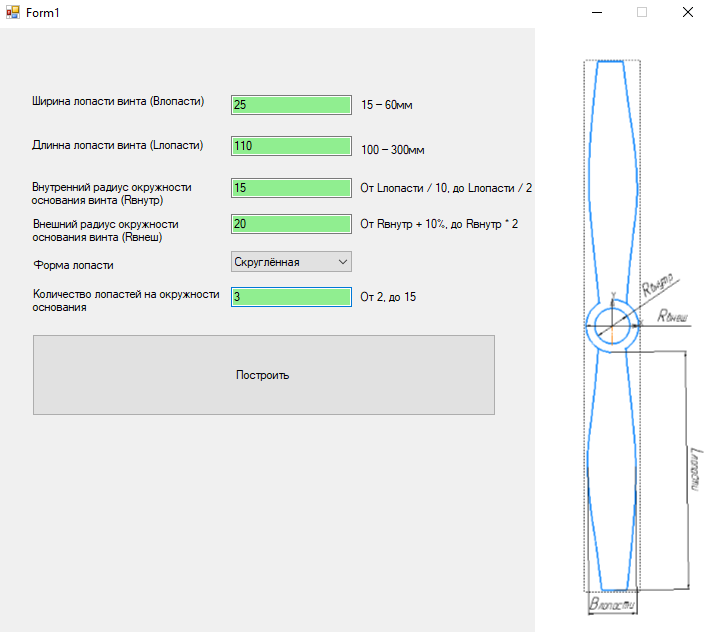 Form1
Ширина лопасти винта (Bлопасти)
25
15 – 60мм
Длинна лопасти винта (Lлопасти)
110
100 – 300мм
Внутренний радиус окружности
основания винта (Rвнутр)
15
От Lлопасти / 10, до Lлопасти / 2
Внешний радиус окружности
основания винта (Rвнеш)
20
От Rвнутр + 10%, до Rвнутр * 2
Форма лопасти
Скруглённая
Количество лопастей на окружности
основания
3
От 2, до 15
Построить
Rвнутр
Y
Rвнеш
Lлопасти
Bлопасти